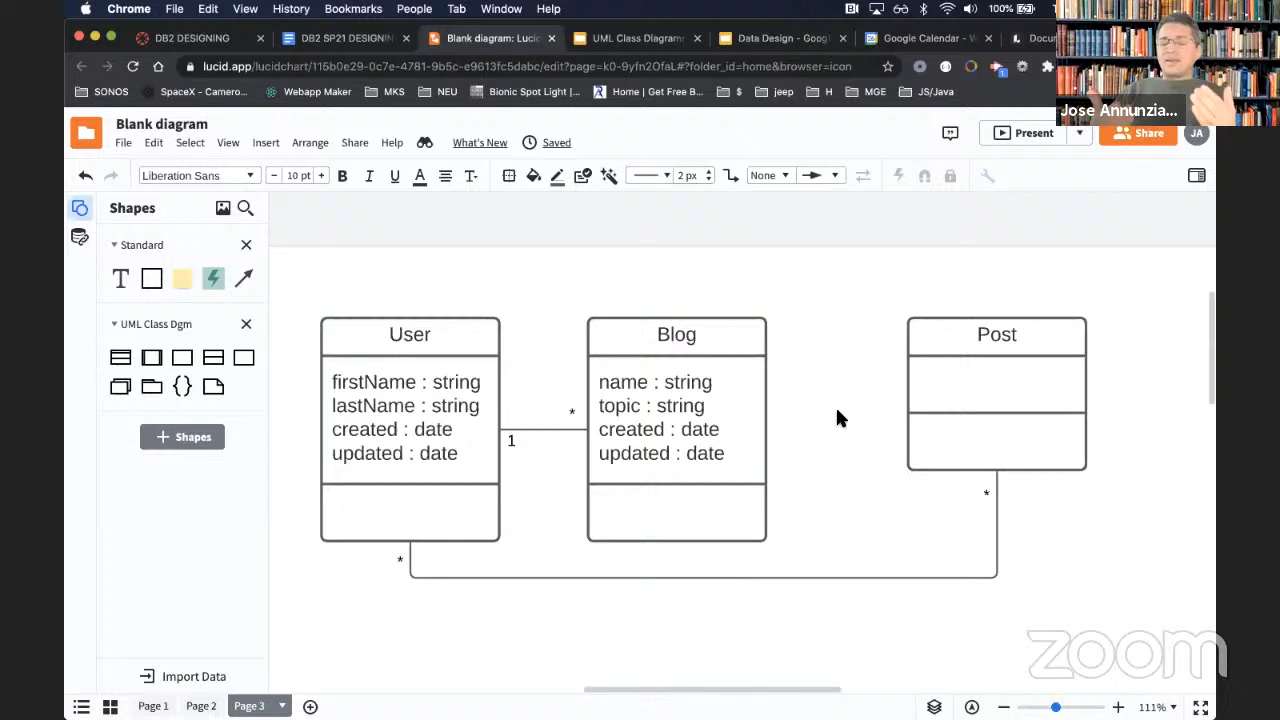 Chrome File Edit View History Bookmarks People Tab Window Help 100%
DB2 DESIGNING
DB2 SP21 DESIGNING
Blank diagram: Lucid
UML Class Diagrams
Data Design - Googl
Google Calendar - W
Docu
lucid.app/lucidchart/115b0e29-0c7e-4781-9b5c-e9613fc5daba/edit?page=k0-9yfn2OfaL#?folder_id=home&browser=icon
SONOS
SpaceX - Camero...
Webapp Maker
MKS
NEU
Bionic Spot Light |...
Home | Get Free B...
$
jeep
H
MGE
JS/Java
Jose Annunzia...
Blank diagram
File Edit Select View Insert Arrange Share Help What's New Saved
Present
Share
JA
Liberation Sans
− 10 pt +
B I U A T
2 px
None
Shapes
Standard
T
UML Class Dgm
+ Shapes
Import Data
User
firstName : string
lastName : string
created : date
updated : date
1
*
Blog
name : string
topic : string
created : date
updated : date
Post
*
*
zoom
Page 1
Page 2
Page 3
111%